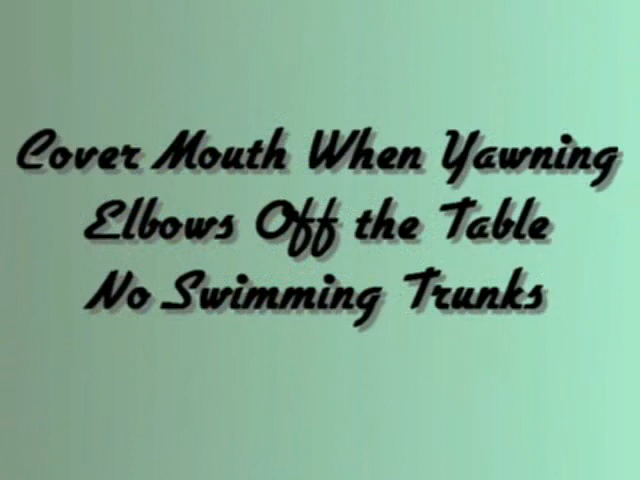 Cover Mouth When Yawning
Elbows Off the Table
No Swimming Trunks